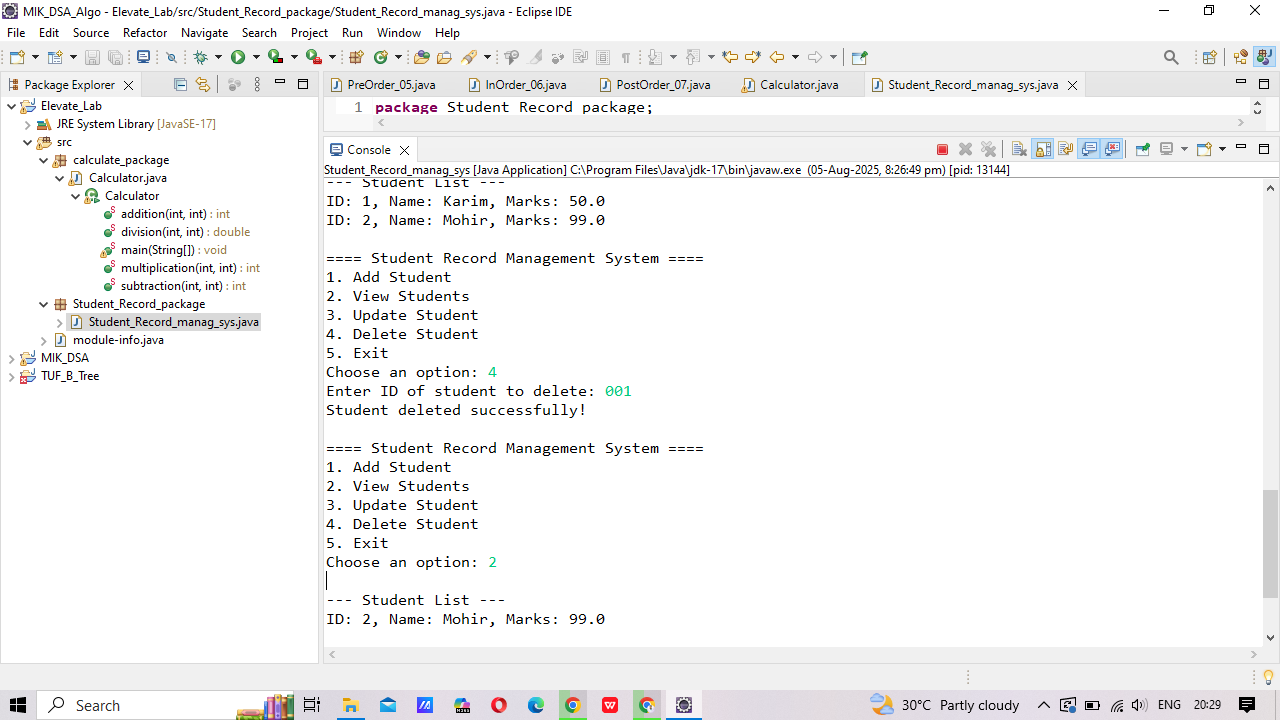 MIK_DSA_Algo - Elevate_Lab/src/Student_Record_package/Student_Record_manag_sys.java - Eclipse IDE
File Edit Source Refactor Navigate Search Project Run Window Help
Package Explorer
Elevate_Lab
JRE System Library [JavaSE-17]
src
calculate_package
Calculator.java
Calculator
addition(int, int) : int
division(int, int) : double
main(String[]) : void
multiplication(int, int) : int
subtraction(int, int) : int
Student_Record_package
Student_Record_manag_sys.java
module-info.java
MIK_DSA
TUF_B_Tree
PreOrder_05.java InOrder_06.java PostOrder_07.java Calculator.java Student_Record_manag_sys.java
1 package Student Record package;
Console
Student_Record_manag_sys [Java Application] C:\Program Files\Java\jdk-17\bin\javaw.exe (05-Aug-2025, 8:26:49 pm) [pid: 13144]
--- Student List ---
ID: 1, Name: Karim, Marks: 50.0
ID: 2, Name: Mohir, Marks: 99.0
==== Student Record Management System ====
1. Add Student
2. View Students
3. Update Student
4. Delete Student
5. Exit
Choose an option: 4
Enter ID of student to delete: 001
Student deleted successfully!
==== Student Record Management System ====
1. Add Student
2. View Students
3. Update Student
4. Delete Student
5. Exit
Choose an option: 2
--- Student List ---
ID: 2, Name: Mohir, Marks: 99.0
Search
30°C Partly cloudy
ENG 20:29